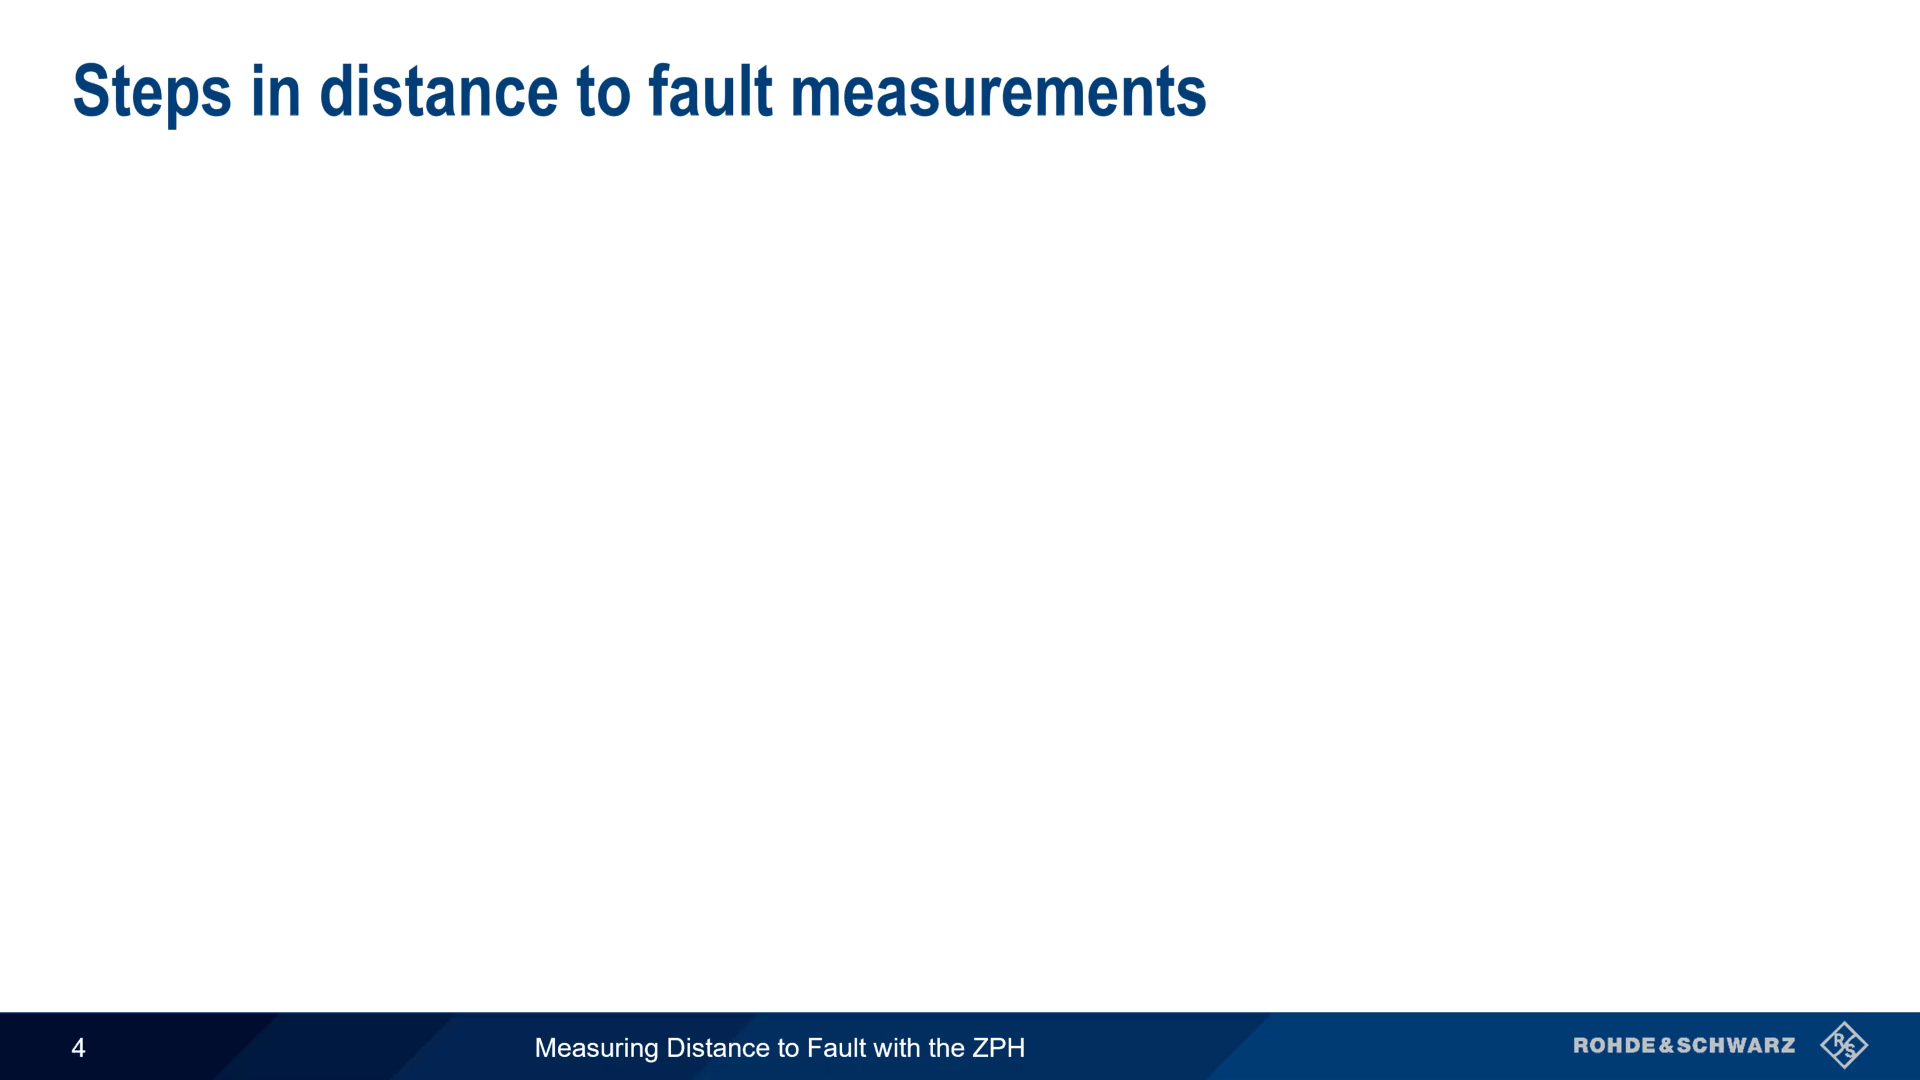 Steps in distance to fault measurements
4
Measuring Distance to Fault with the ZPH
ROHDE&SCHWARZ
R
S